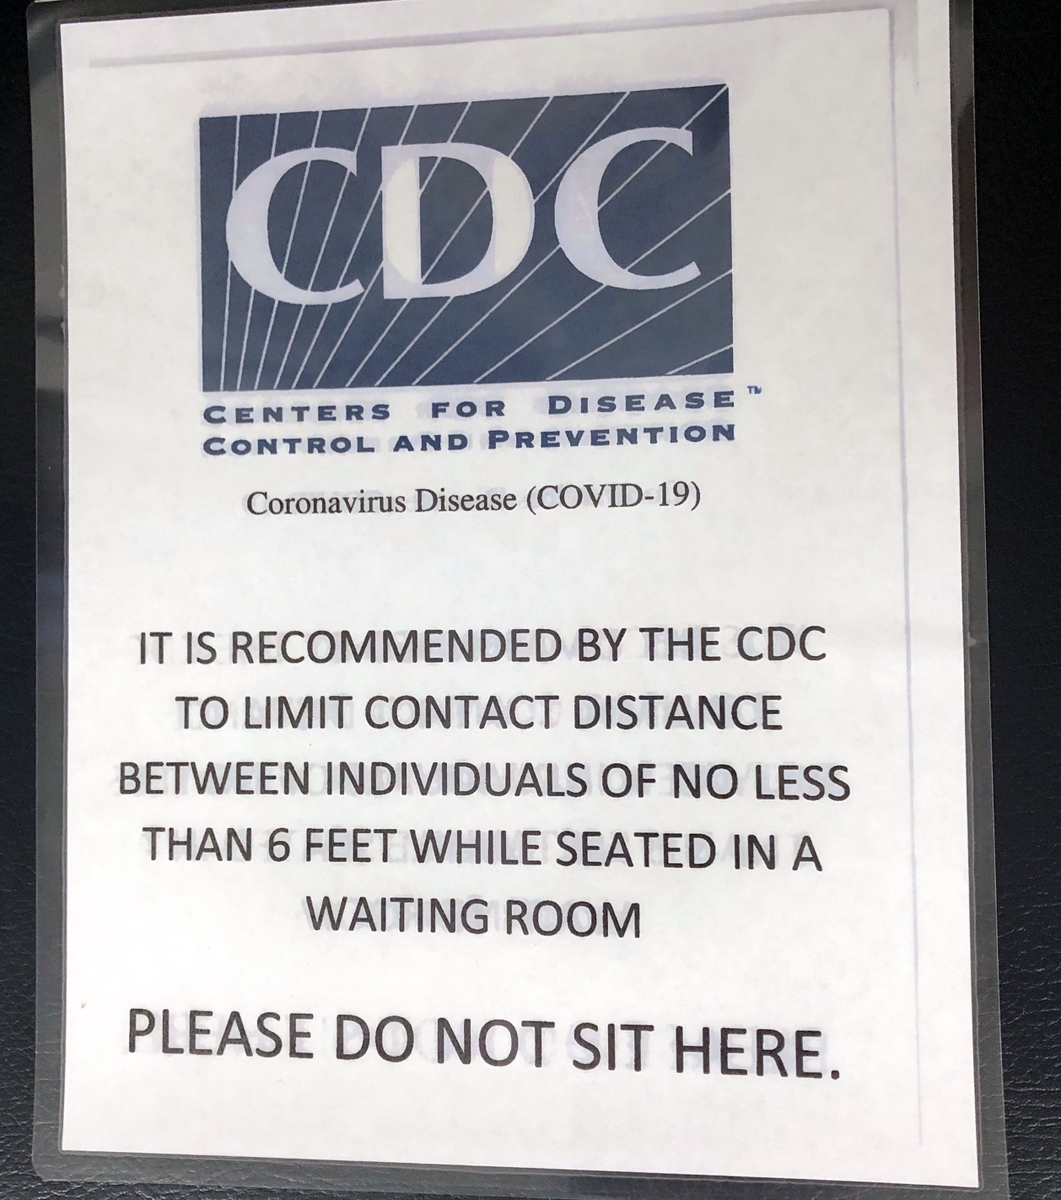 CDC
CENTERS FOR DISEASE™
CONTROL AND PREVENTION
Coronavirus Disease (COVID-19)
IT IS RECOMMENDED BY THE CDC
TO LIMIT CONTACT DISTANCE
BETWEEN INDIVIDUALS OF NO LESS
THAN 6 FEET WHILE SEATED IN A
WAITING ROOM
PLEASE DO NOT SIT HERE.